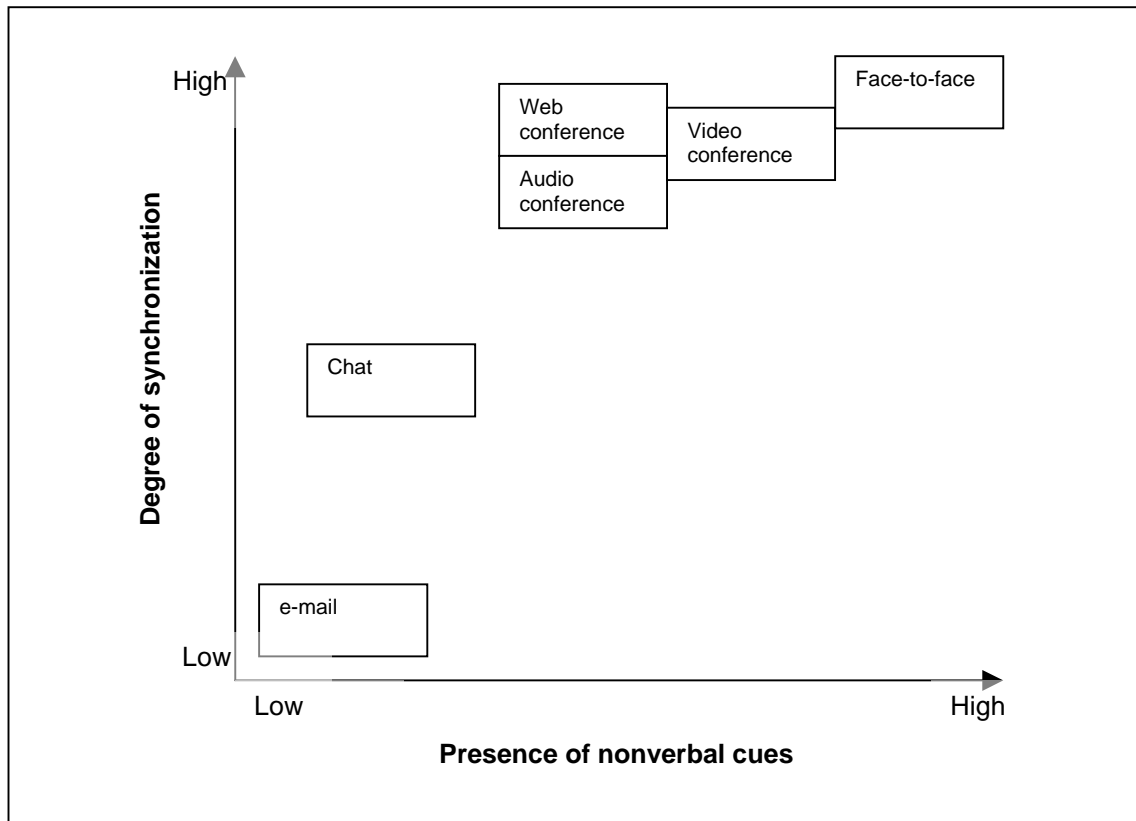 High
Face-to-face
Web
conference
Video
conference
Audio
conference
Degree of synchronization
Chat
e-mail
Low
Low
High
Presence of nonverbal cues